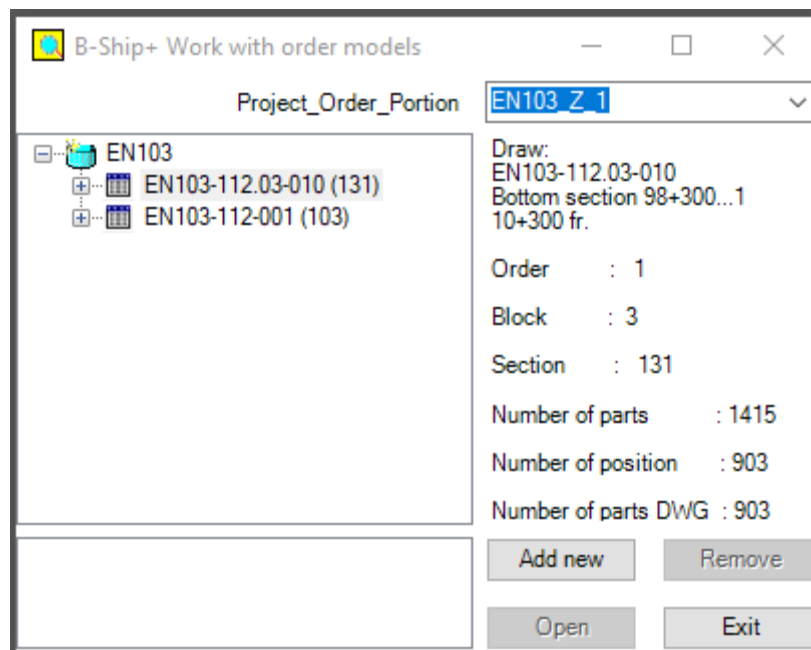 B-Ship+ Work with order models
Project_Order_Portion
EN103_Z_1
EN103
EN103-112.03-010 (131)
EN103-112-001 (103)
Draw:
EN103-112.03-010
Bottom section 98+300...1
10+300 fr.
Order : 1
Block : 3
Section : 131
Number of parts : 1415
Number of position : 903
Number of parts DWG : 903
Add new Remove
Open Exit